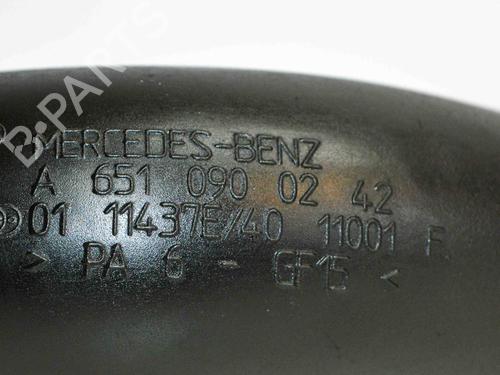 B-PARTS
MERCEDES-BENZ
A 651 090 02 42
01 11437E/40 11001 E
> PA 6 - GF15 <